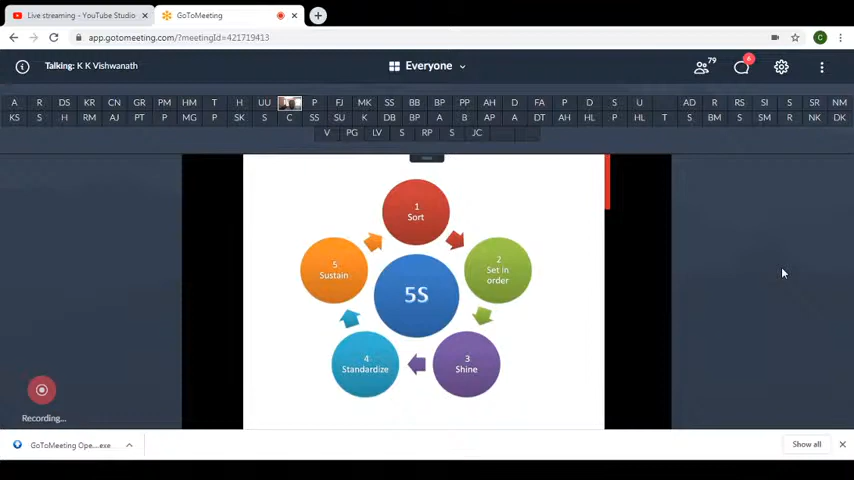 Live streaming - YouTube Studio
GoToMeeting
app.gotomeeting.com/?meetingId=421719413
C
Talking: K K Vishwanath
Everyone
79
6
A R DS KR CN GR PM HM T H UU P FJ MK SS BB BP PP AH D FA P D S U AD R RS SI S SR NM
KS S H RM AJ PT P MG P SK S C SS SU K DB BP A B AP A DT AH HL P HL T S BM S SM R NK DK
V PG LV S RP S JC
1
Sort
2
Set in
order
3
Shine
4
Standardize
5
Sustain
5S
Recording...
GoToMeeting Ope....exe
Show all